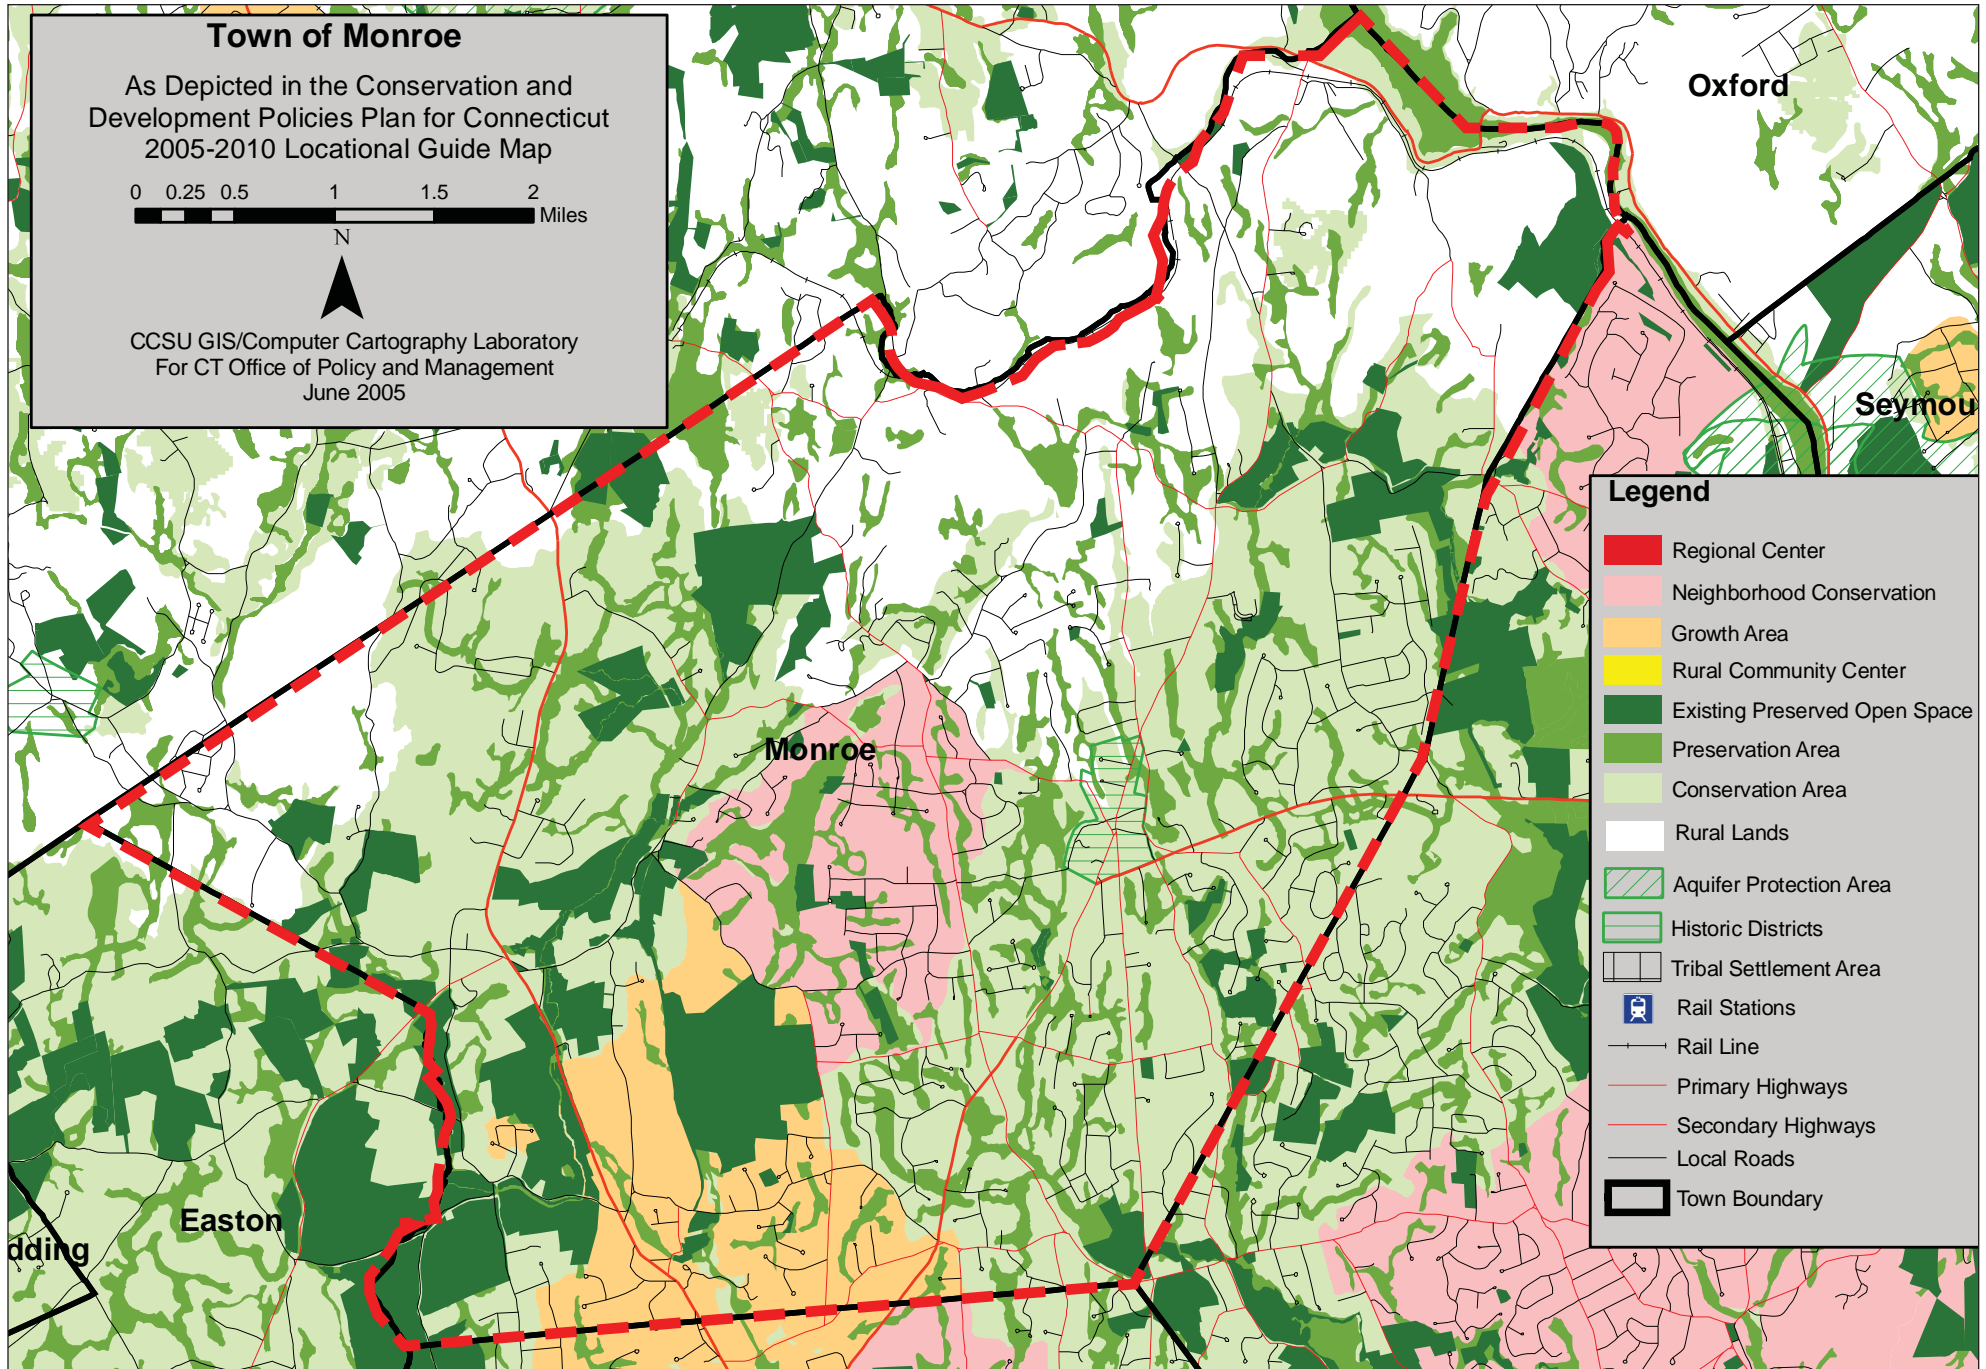 Town of Monroe
As Depicted in the Conservation and
Development Policies Plan for Connecticut
2005-2010 Locational Guide Map
0 0.25 0.5 1 1.5 2
Miles
N
CCSU GIS/Computer Cartography Laboratory
For CT Office of Policy and Management
June 2005
Oxford
Seymou
Monroe
Easton
dding
Legend
Regional Center
Neighborhood Conservation
Growth Area
Rural Community Center
Existing Preserved Open Space
Preservation Area
Conservation Area
Rural Lands
Aquifer Protection Area
Historic Districts
Tribal Settlement Area
Rail Stations
Rail Line
Primary Highways
Secondary Highways
Local Roads
Town Boundary